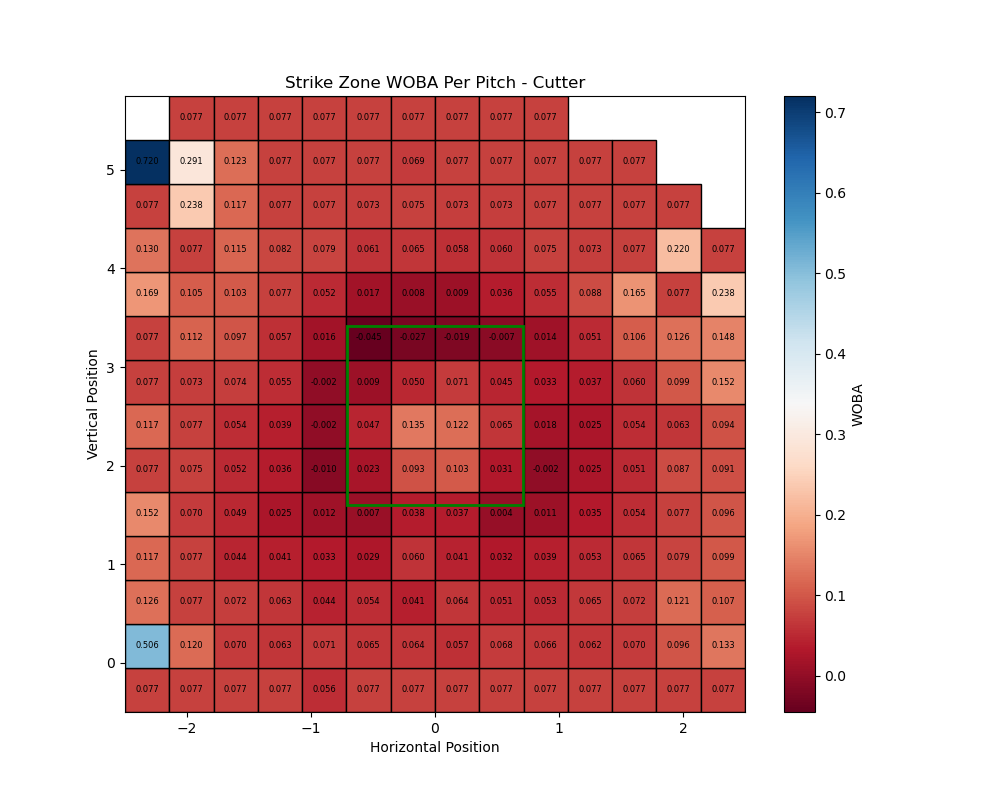 Strike Zone WOBA Per Pitch - Cutter
0.077 0.077 0.077 0.077 0.077 0.077 0.077 0.077 0.077
0.720 0.291 0.123 0.077 0.077 0.077 0.069 0.077 0.077 0.077 0.077 0.077
0.077 0.238 0.117 0.077 0.077 0.073 0.075 0.073 0.073 0.077 0.077 0.077 0.077
0.130 0.077 0.115 0.082 0.079 0.061 0.065 0.058 0.060 0.075 0.073 0.077 0.220 0.077
0.169 0.105 0.103 0.077 0.052 0.017 0.008 0.009 0.036 0.055 0.088 0.165 0.077 0.238
0.077 0.112 0.097 0.057 0.016 -0.045 -0.027 -0.019 -0.007 0.014 0.051 0.106 0.126 0.148
0.077 0.073 0.074 0.055 -0.002 0.009 0.050 0.071 0.045 0.033 0.037 0.060 0.099 0.152
0.117 0.077 0.054 0.039 -0.002 0.047 0.135 0.122 0.065 0.018 0.025 0.054 0.063 0.094
0.077 0.075 0.052 0.036 -0.010 0.023 0.093 0.103 0.031 -0.002 0.025 0.051 0.087 0.091
0.152 0.070 0.049 0.025 0.012 0.007 0.038 0.037 0.004 0.011 0.035 0.054 0.077 0.096
0.117 0.077 0.044 0.041 0.033 0.029 0.060 0.041 0.032 0.039 0.053 0.065 0.079 0.099
0.126 0.077 0.072 0.063 0.044 0.054 0.041 0.064 0.051 0.053 0.065 0.072 0.121 0.107
0.506 0.120 0.070 0.063 0.071 0.065 0.064 0.057 0.068 0.066 0.062 0.070 0.096 0.133
0.077 0.077 0.077 0.077 0.056 0.077 0.077 0.077 0.077 0.077 0.077 0.077 0.077 0.077
5
4
3
2
1
0
Vertical Position
−2 −1 0 1 2
Horizontal Position
0.7
0.6
0.5
0.4
0.3
0.2
0.1
0.0
WOBA